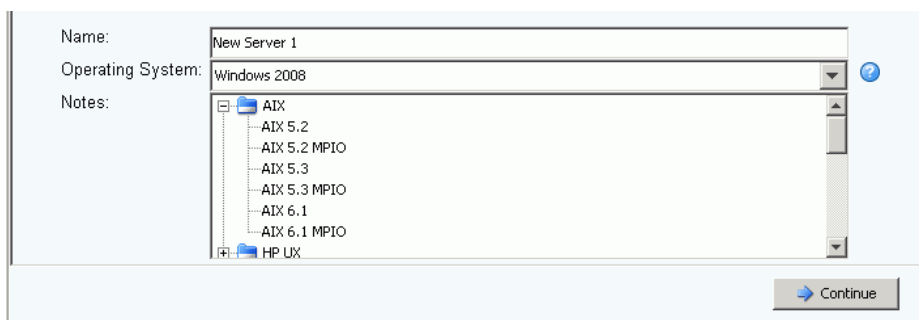 Name:
New Server 1
Operating System:
Windows 2008
?
Notes:
AIX
AIX 5.2
AIX 5.2 MPIO
AIX 5.3
AIX 5.3 MPIO
AIX 6.1
AIX 6.1 MPIO
HP UX
Continue